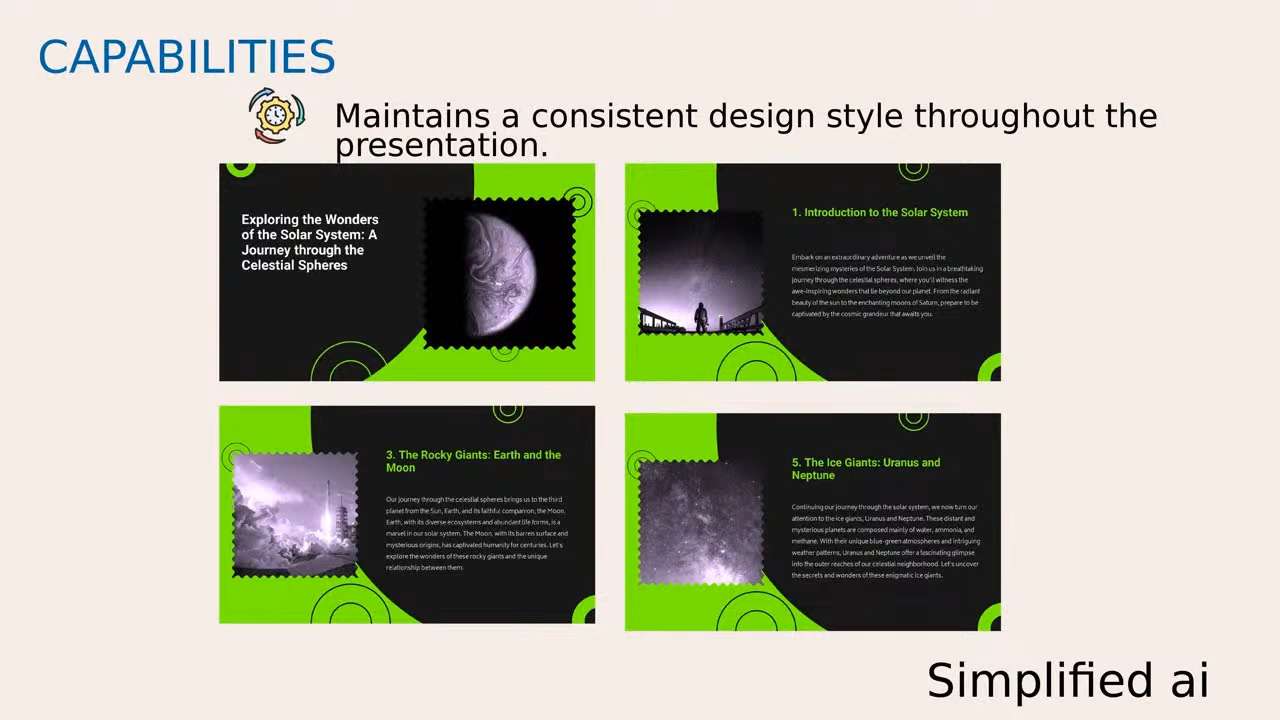 CAPABILITIES
Maintains a consistent design style throughout the
presentation.
Exploring the Wonders
of the Solar System: A
Journey through the
Celestial Spheres
1. Introduction to the Solar System
Embark on an extraordinary adventure as we unveil the
mesmerizing mysteries of the Solar System. Join us in a breathtaking
journey through the celestial spheres, where you'll witness the
awe-inspiring wonders that lie beyond our planet. From the radiant
beauty of the sun to the enchanting moons of Saturn, prepare to be
captivated by the cosmic grandeur that awaits you.
3. The Rocky Giants: Earth and the
Moon
Our journey through the celestial spheres brings us to the third
planet from the Sun, Earth, and its faithful companion, the Moon.
Earth, with its diverse ecosystems and abundant life forms, is a
marvel in our solar system. The Moon, with its barren surface and
mysterious origins, has captivated humanity for centuries. Let's
explore the wonders of these rocky giants and the unique
relationship between them.
5. The Ice Giants: Uranus and
Neptune
Continuing our journey through the solar system, we now turn our
attention to the ice giants, Uranus and Neptune. These distant and
mysterious planets are composed mainly of water, ammonia, and
methane. With their unique blue-green atmospheres and intriguing
weather patterns, Uranus and Neptune offer a fascinating glimpse
into the outer reaches of our celestial neighborhood. Let's uncover
the secrets and wonders of these enigmatic ice giants.
Simplified ai